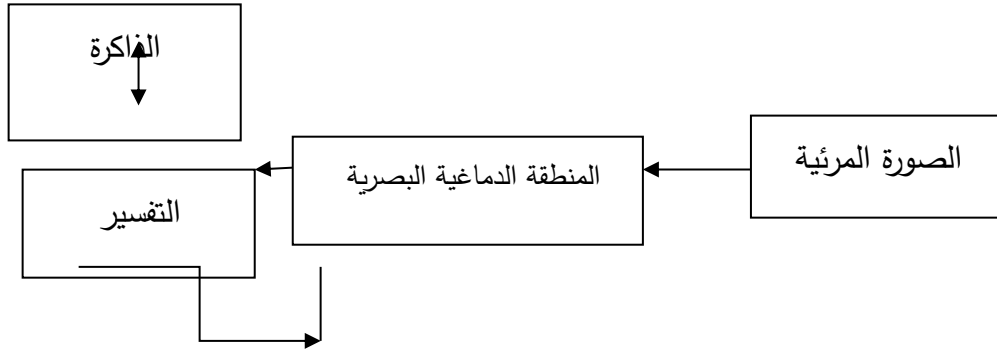 الذاكرة
الصورة المرئية
المنطقة الدماغية البصرية
التفسير